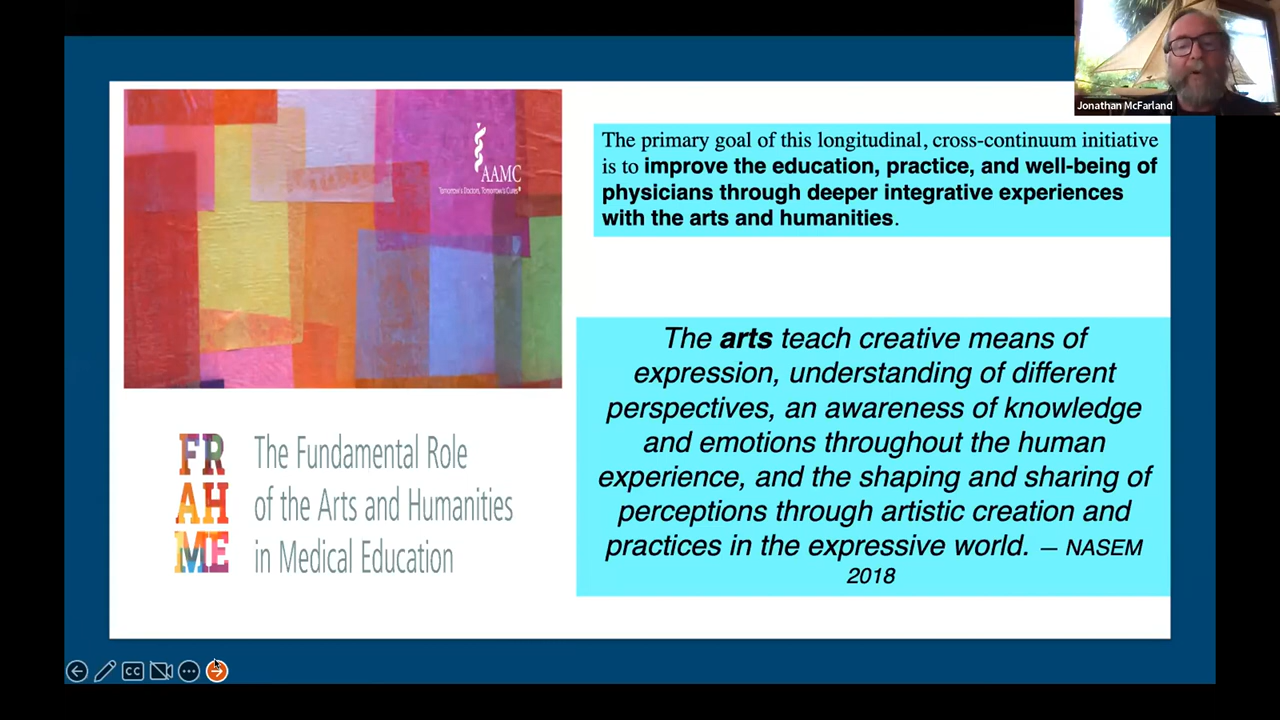 Jonathan McFarland
AAMC
Tomorrow's Doctors, Tomorrow's Cures®
The primary goal of this longitudinal, cross-continuum initiative
is to improve the education, practice, and well-being of
physicians through deeper integrative experiences
with the arts and humanities.
The arts teach creative means of
expression, understanding of different
perspectives, an awareness of knowledge
and emotions throughout the human
experience, and the shaping and sharing of
perceptions through artistic creation and
practices in the expressive world. — NASEM
2018
FR
AH
ME
The Fundamental Role
of the Arts and Humanities
in Medical Education
CC